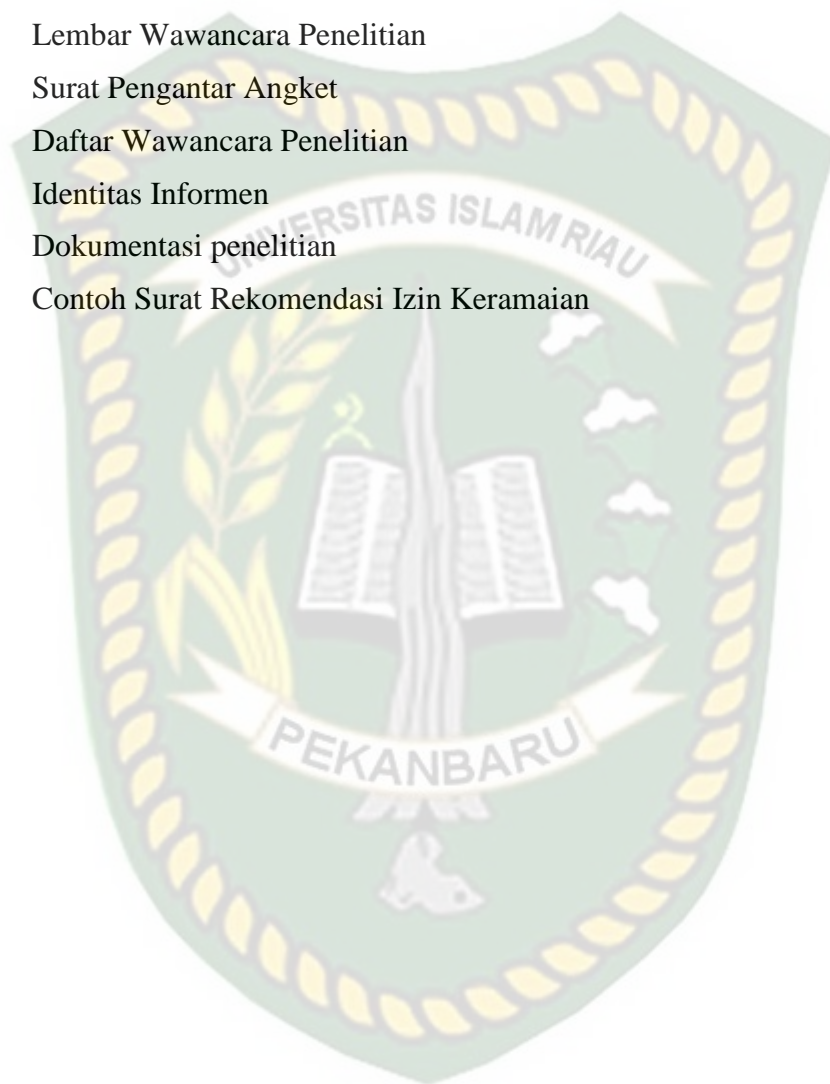 Lembar Wawancara Penelitian
Surat Pengantar Angket
Daftar Wawancara Penelitian
Identitas Informen
Dokumentasi penelitian
Contoh Surat Rekomendasi Izin Keramaian
UNIVERSITAS ISLAM RIAU
PEKANBARU